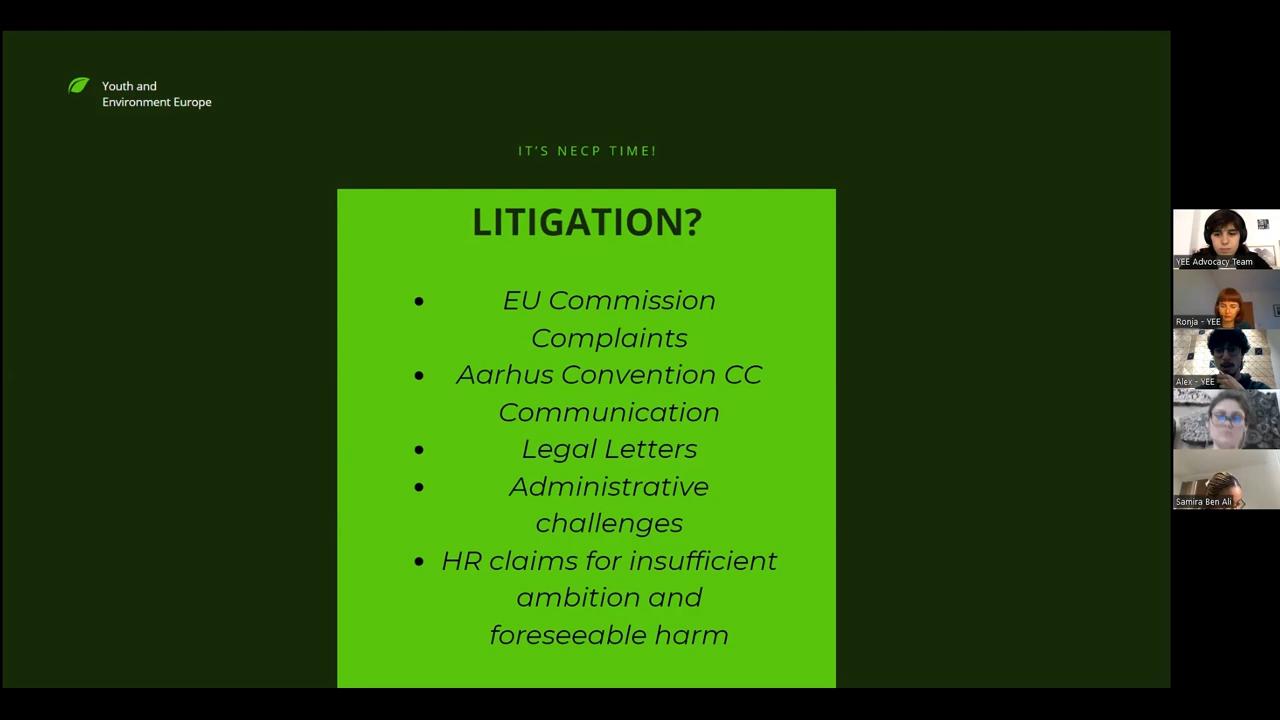 Youth and
Environment Europe
IT'S NECP TIME!
LITIGATION?
• EU Commission
Complaints
• Aarhus Convention CC
Communication
• Legal Letters
• Administrative
challenges
• HR claims for insufficient
ambition and
foreseeable harm
YEE Advocacy Team
Ronja - YEE
Alex - YEE
Samira Ben Ali